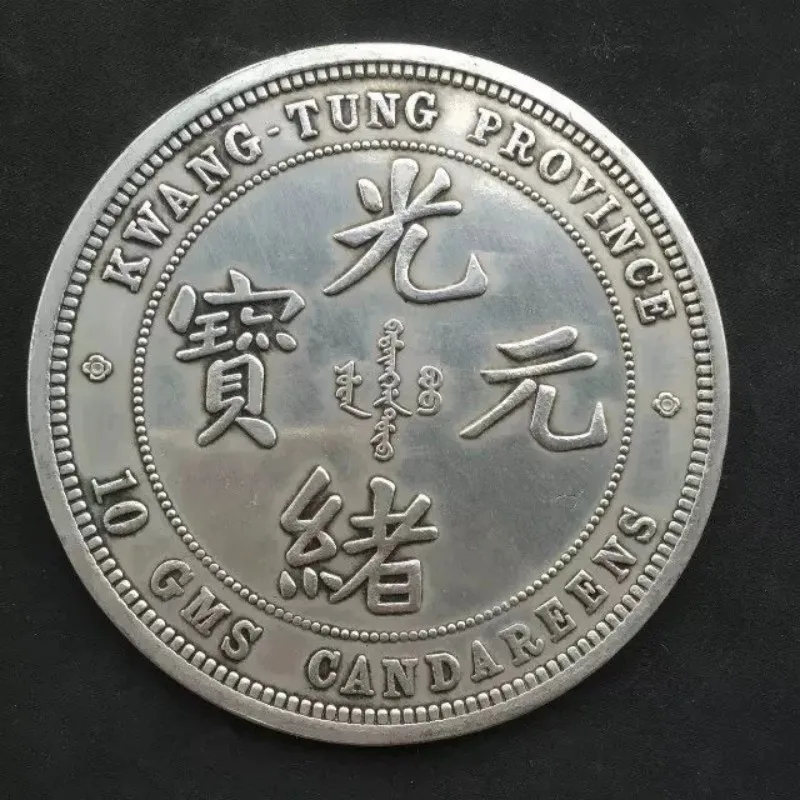 KWANG-TUNG PROVINCE
光緒元寶
10 GMS CANDAREENS